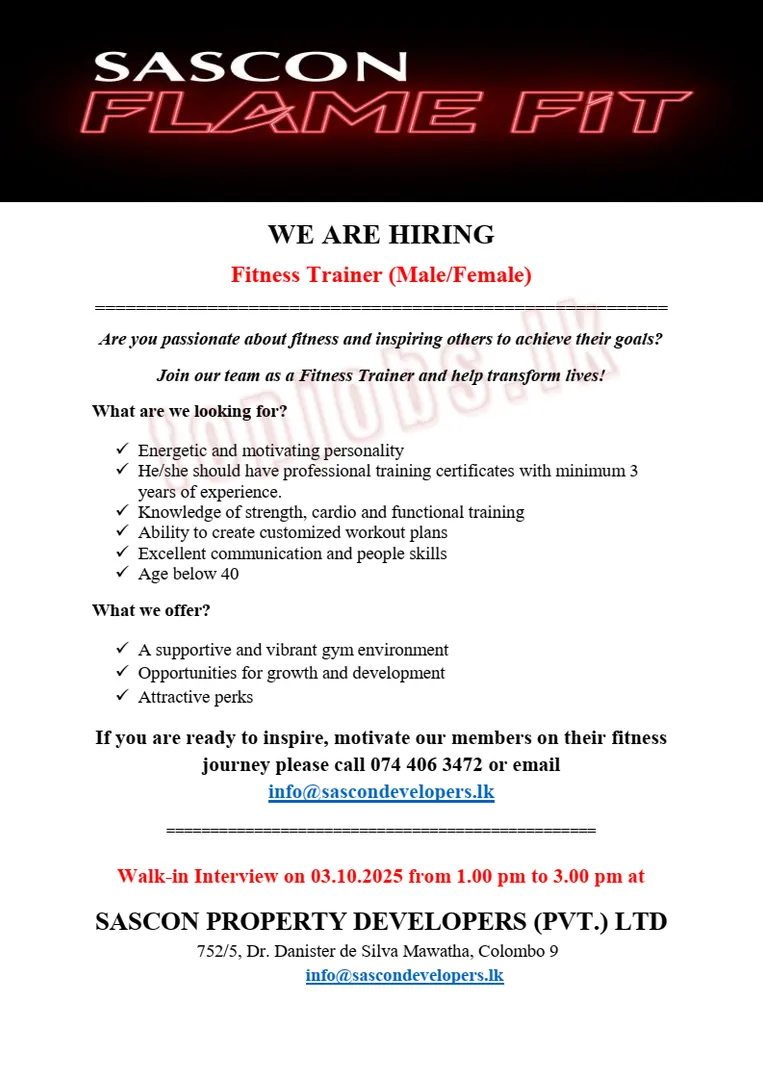 SASCON
FLAME FiT
WE ARE HIRING
Fitness Trainer (Male/Female)
=========================================================
Are you passionate about fitness and inspiring others to achieve their goals?
Join our team as a Fitness Trainer and help transform lives!
topjobs.lk
What are we looking for?
✓ Energetic and motivating personality
✓ He/she should have professional training certificates with minimum 3
years of experience.
✓ Knowledge of strength, cardio and functional training
✓ Ability to create customized workout plans
✓ Excellent communication and people skills
✓ Age below 40
What we offer?
✓ A supportive and vibrant gym environment
✓ Opportunities for growth and development
✓ Attractive perks
If you are ready to inspire, motivate our members on their fitness
journey please call 074 406 3472 or email
info@sascondevelopers.lk
=================================================
Walk-in Interview on 03.10.2025 from 1.00 pm to 3.00 pm at
SASCON PROPERTY DEVELOPERS (PVT.) LTD
752/5, Dr. Danister de Silva Mawatha, Colombo 9
info@sascondevelopers.lk